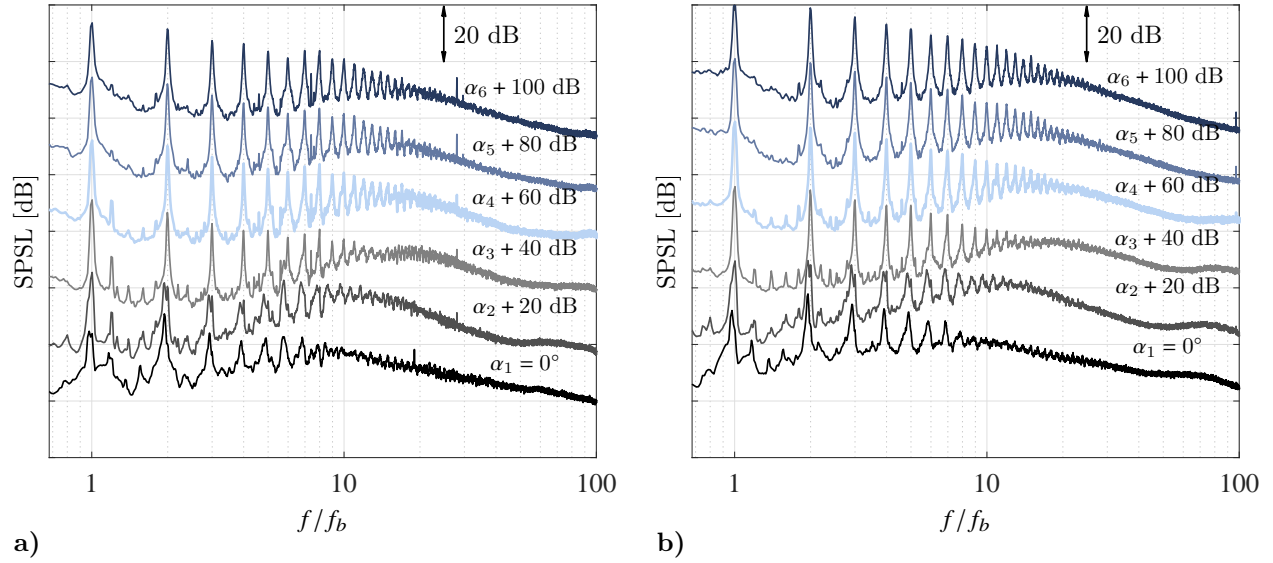 20 dB
α₆ + 100 dB
α₅ + 80 dB
α₄ + 60 dB
α₃ + 40 dB
α₂ + 20 dB
α₁ = 0°
SPSL [dB]
1 10 100
f/f_b
a)
20 dB
α₆ + 100 dB
α₅ + 80 dB
α₄ + 60 dB
α₃ + 40 dB
α₂ + 20 dB
α₁ = 0°
SPSL [dB]
1 10 100
f/f_b
b)